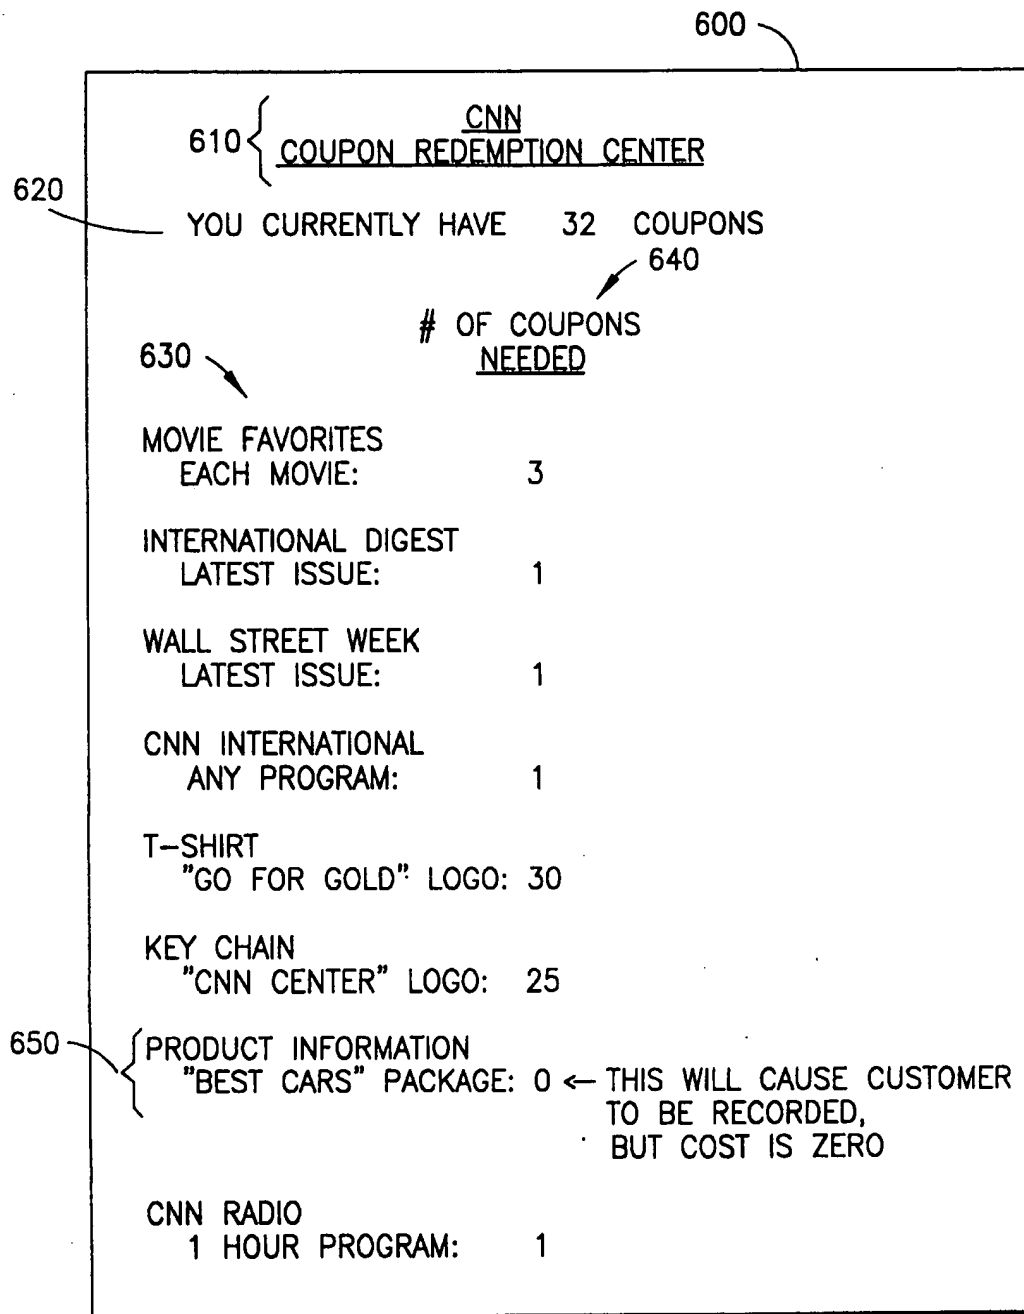 600
610 CNN
COUPON REDEMPTION CENTER
620
YOU CURRENTLY HAVE 32 COUPONS
640
# OF COUPONS
NEEDED
630
MOVIE FAVORITES
EACH MOVIE: 3
INTERNATIONAL DIGEST
LATEST ISSUE: 1
WALL STREET WEEK
LATEST ISSUE: 1
CNN INTERNATIONAL
ANY PROGRAM: 1
T-SHIRT
"GO FOR GOLD" LOGO: 30
KEY CHAIN
"CNN CENTER" LOGO: 25
650 PRODUCT INFORMATION
"BEST CARS" PACKAGE: 0 ← THIS WILL CAUSE CUSTOMER
TO BE RECORDED,
BUT COST IS ZERO
CNN RADIO
1 HOUR PROGRAM: 1